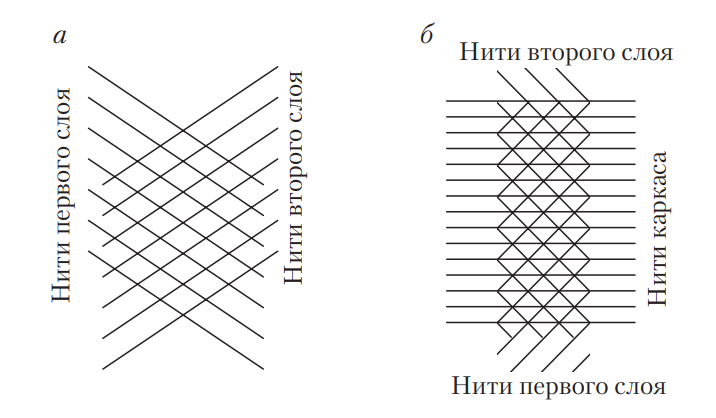 а
Нити первого слоя
Нити второго слоя
б
Нити второго слоя
Нити каркаса
Нити первого слоя